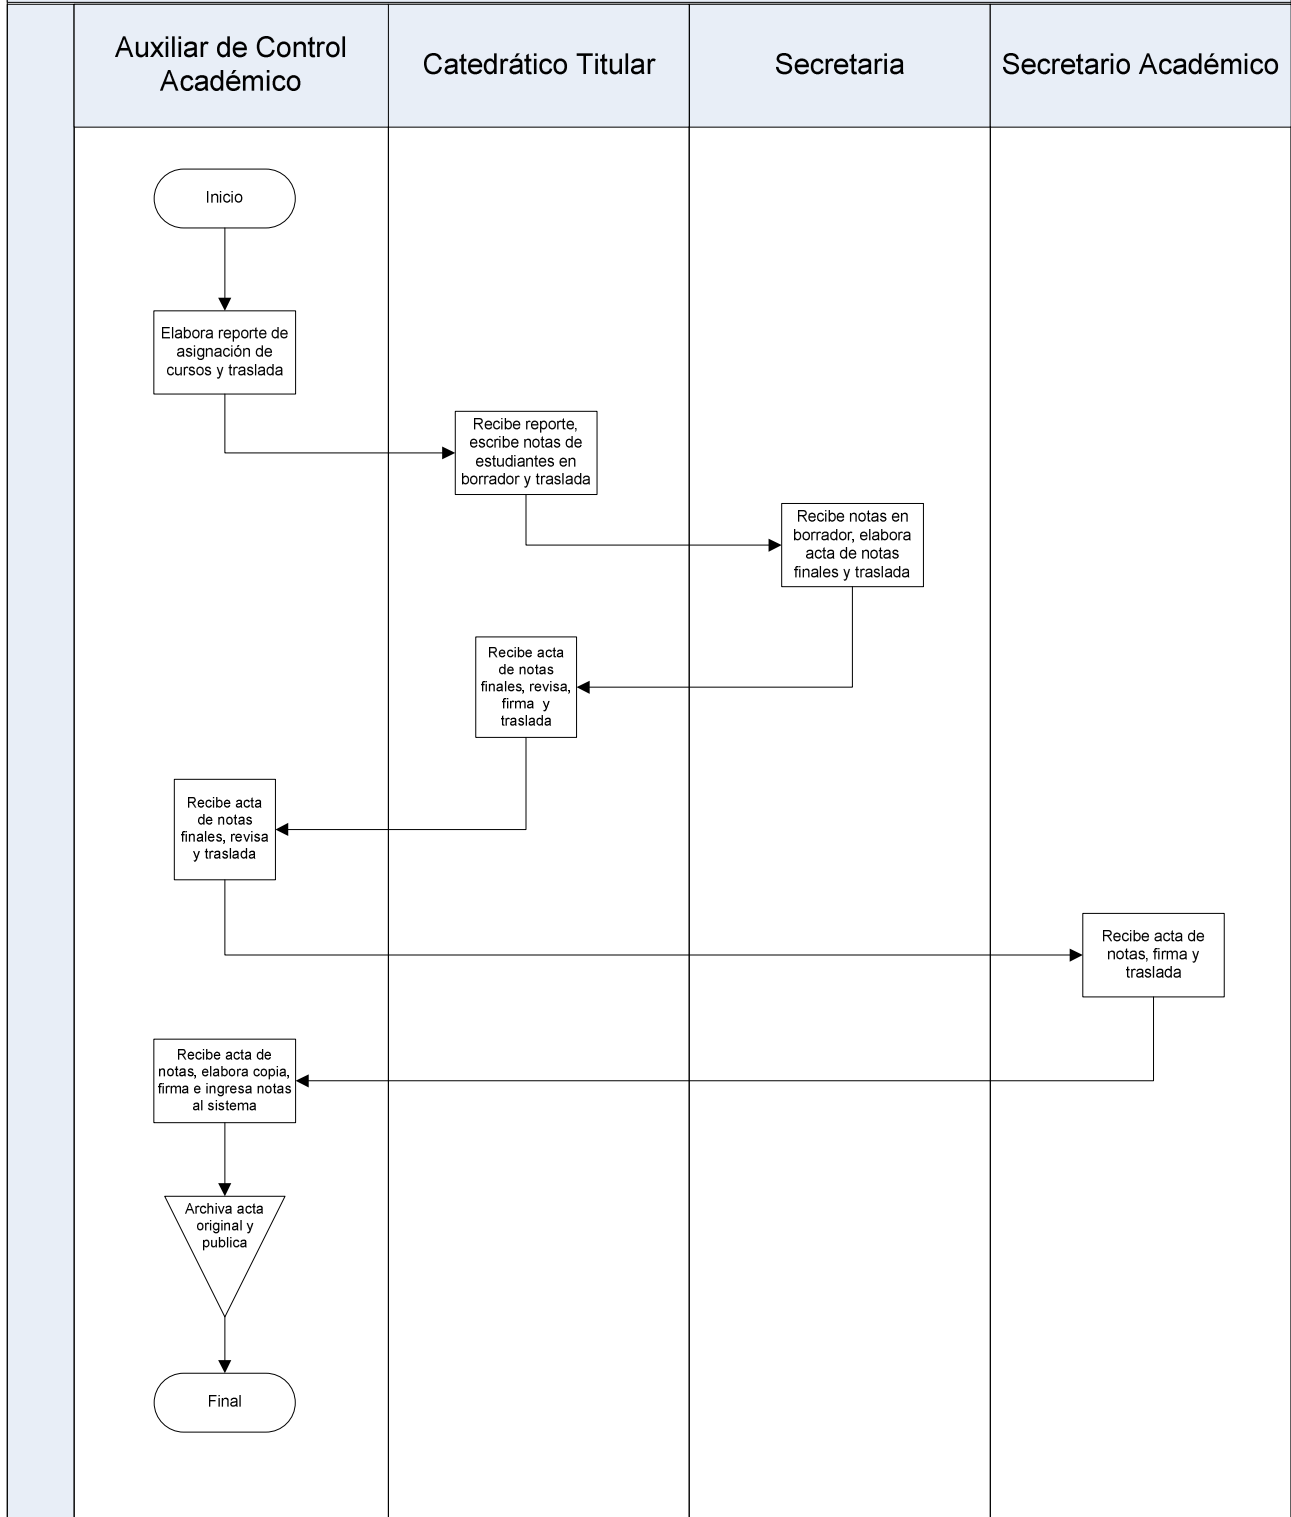 Auxiliar de Control
Académico
Catedrático Titular
Secretaria
Secretario Académico
Inicio
Elabora reporte de
asignación de
cursos y traslada
Recibe reporte,
escribe notas de
estudiantes en
borrador y traslada
Recibe notas en
borrador, elabora
acta de notas
finales y traslada
Recibe acta
de notas
finales, revisa,
firma y
traslada
Recibe acta
de notas
finales, revisa
y traslada
Recibe acta de
notas, firma y
traslada
Recibe acta de
notas, elabora copia,
firma e ingresa notas
al sistema
Archiva acta
original y
publica
Final